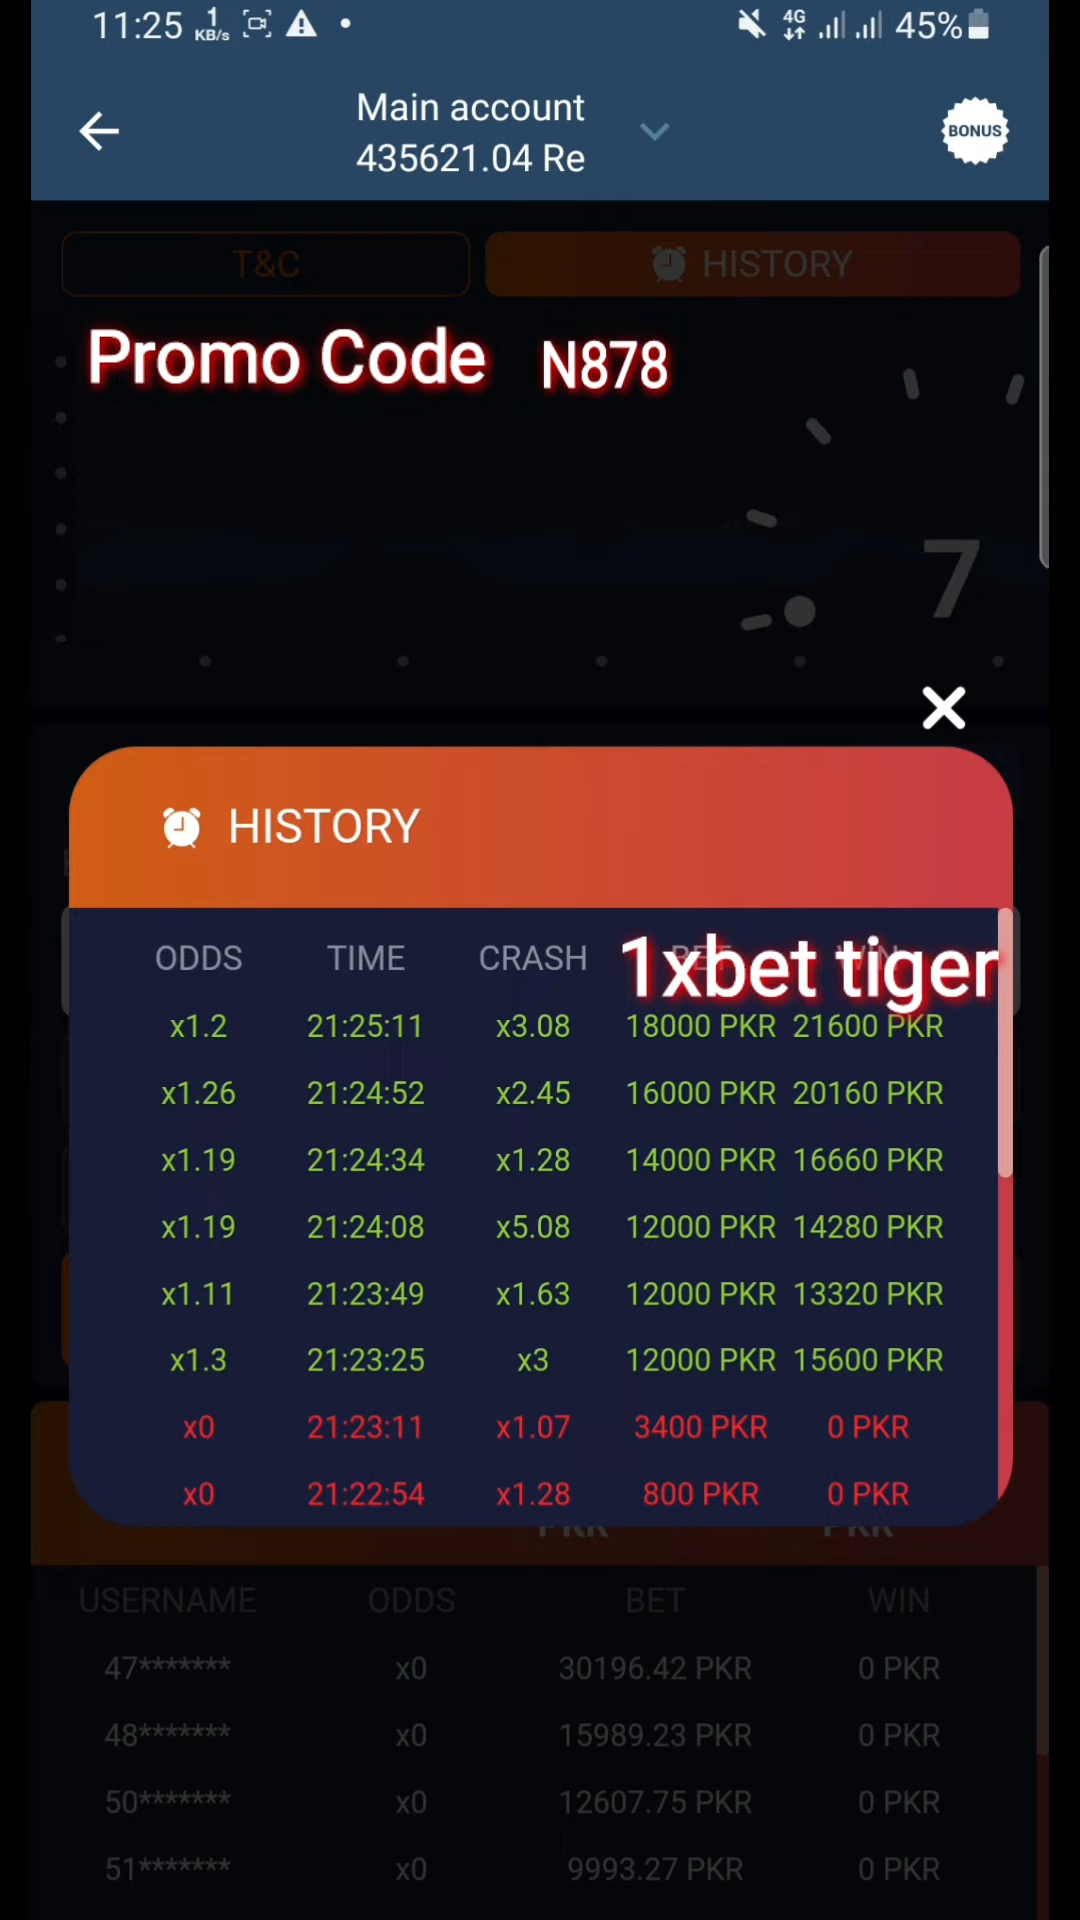 11:25 1 KB/s 4G 45%
Main account
435621.04 Re
BONUS
T&C HISTORY
Promo Code N878
7
HISTORY
ODDS TIME CRASH BET WIN
1xbet tiger
x1.2 21:25:11 x3.08 18000 PKR 21600 PKR
x1.26 21:24:52 x2.45 16000 PKR 20160 PKR
x1.19 21:24:34 x1.28 14000 PKR 16660 PKR
x1.19 21:24:08 x5.08 12000 PKR 14280 PKR
x1.11 21:23:49 x1.63 12000 PKR 13320 PKR
x1.3 21:23:25 x3 12000 PKR 15600 PKR
x0 21:23:11 x1.07 3400 PKR 0 PKR
x0 21:22:54 x1.28 800 PKR 0 PKR
PKR PKR
USERNAME ODDS BET WIN
47******* x0 30196.42 PKR 0 PKR
48******* x0 15989.23 PKR 0 PKR
50******* x0 12607.75 PKR 0 PKR
51******* x0 9993.27 PKR 0 PKR